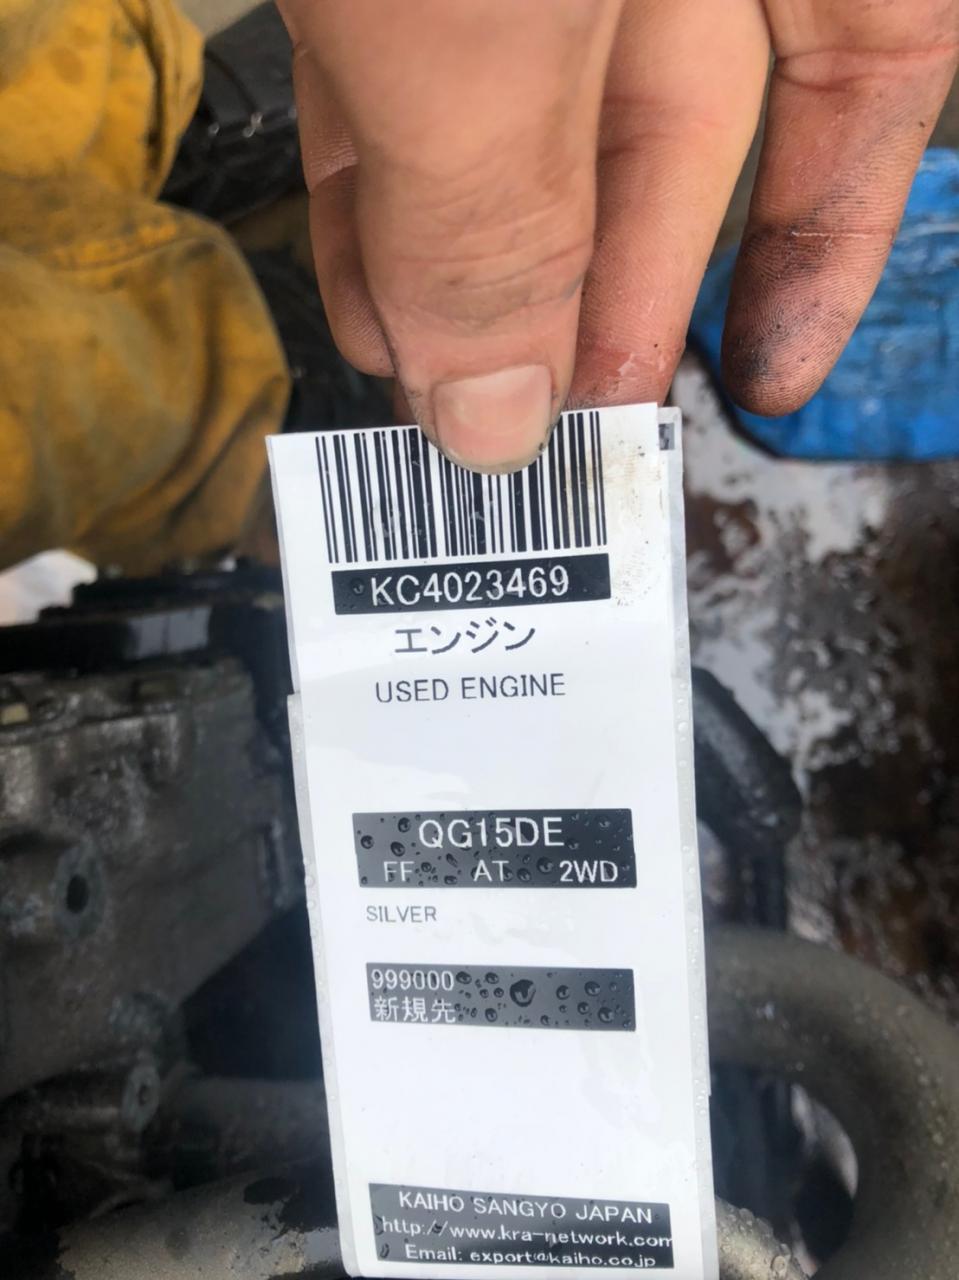 KC4023469
エンジン
USED ENGINE
QG15DE
FF AT 2WD
SILVER
999000
新規先
KAIHO SANGYO JAPAN
http://www.kra-network.com
Email: export@kaiho.co.jp